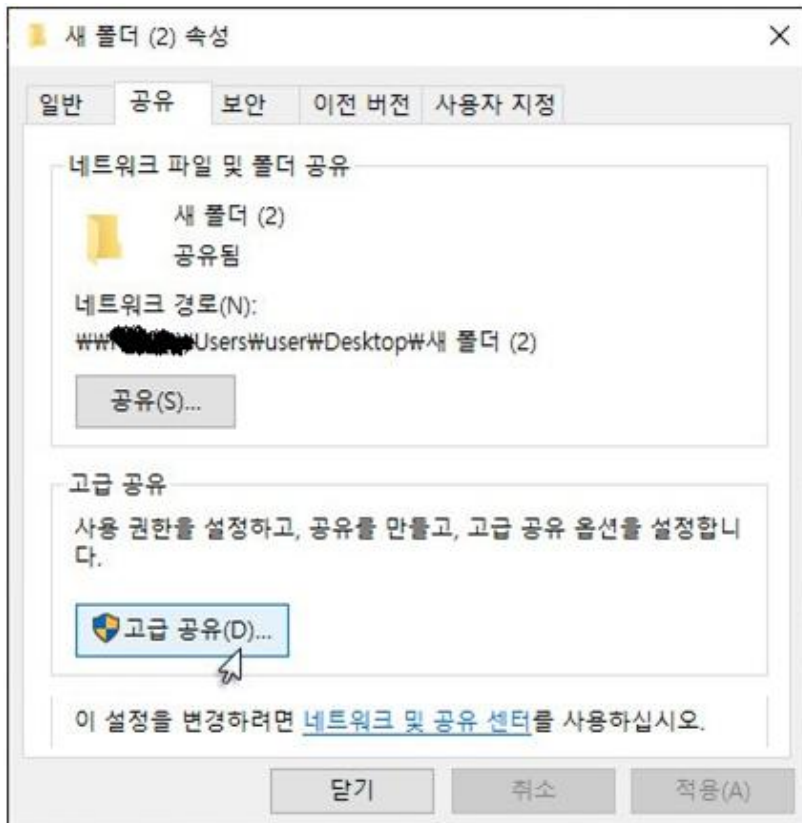 새 폴더 (2) 속성
일반 공유 보안 이전 버전 사용자 지정
네트워크 파일 및 폴더 공유
새 폴더 (2)
공유됨
네트워크 경로(N):
₩₩ ₩Users₩user₩Desktop₩새 폴더 (2)
공유(S)...
고급 공유
사용 권한을 설정하고, 공유를 만들고, 고급 공유 옵션을 설정합니
다.
고급 공유(D)...
이 설정을 변경하려면 네트워크 및 공유 센터를 사용하십시오.
닫기 취소 적용(A)